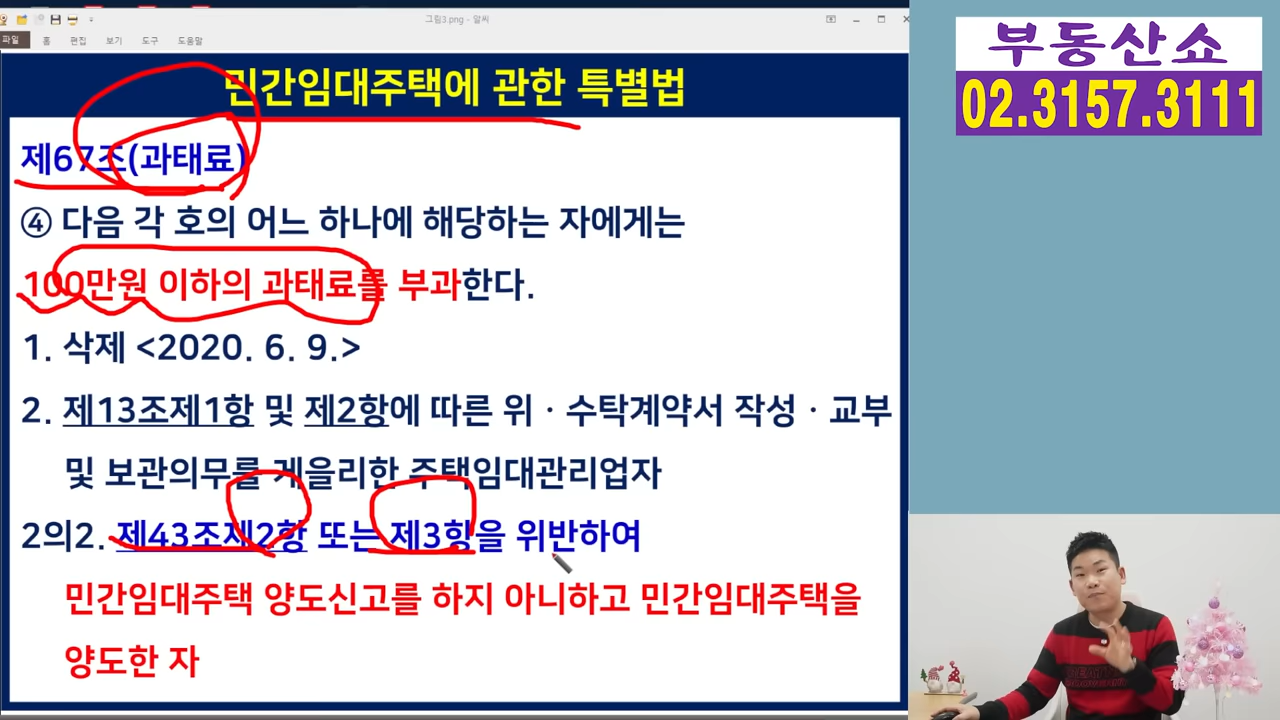 그림3.png - 알씨
파일 홈 편집 보기 도구 도움말
민간임대주택에 관한 특별법
제67조(과태료)
④ 다음 각 호의 어느 하나에 해당하는 자에게는
100만원 이하의 과태료를 부과한다.
1. 삭제 <2020. 6. 9.>
2. 제13조제1항 및 제2항에 따른 위ㆍ수탁계약서 작성ㆍ교부
및 보관의무를 게을리한 주택임대관리업자
2의2. 제43조제2항 또는 제3항을 위반하여
민간임대주택 양도신고를 하지 아니하고 민간임대주택을
양도한 자
부동산쇼
02.3157.3111